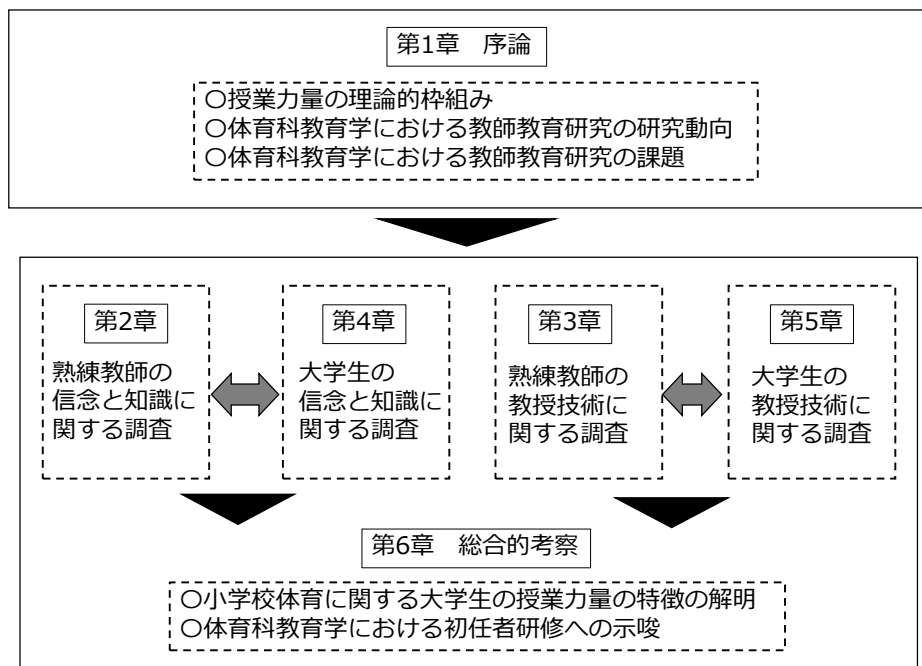 第1章　序論
〇授業力量の理論的枠組み
〇体育科教育学における教師教育研究の研究動向
〇体育科教育学における教師教育研究の課題
第2章
熟練教師の
信念と知識に
関する調査
第4章
大学生の
信念と知識に
関する調査
第3章
熟練教師の
教授技術に
関する調査
第5章
大学生の
教授技術に
関する調査
第6章　総合的考察
〇小学校体育に関する大学生の授業力量の特徴の解明
〇体育科教育学における初任者研修への示唆